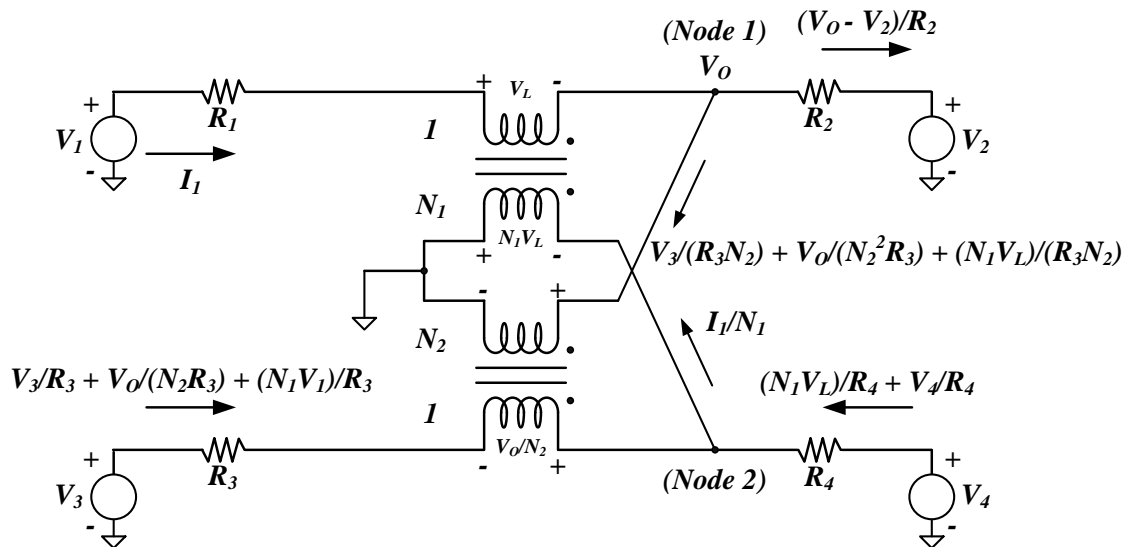 (Node 1)
V_O
(V_O - V_2)/R_2
+ V_L -
+
R_1
1
R_2
+
V_1
V_2
-
I_1
-
N_1
N_1V_L
+ -
V_3/(R_3N_2) + V_O/(N_2^2R_3) + (N_1V_L)/(R_3N_2)
- +
N_2
I_1/N_1
V_3/R_3 + V_O/(N_2R_3) + (N_1V_1)/R_3
(N_1V_L)/R_4 + V_4/R_4
1
V_O/N_2
+
R_3
- +
(Node 2)
R_4
+
V_3
V_4
-
-